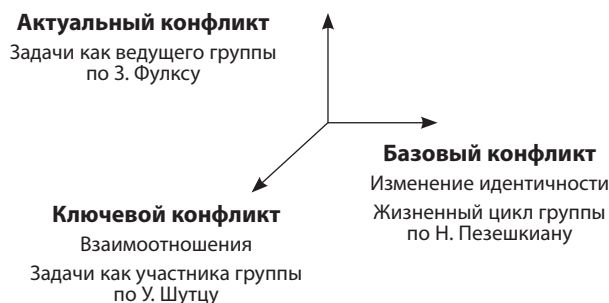 Актуальный конфликт
Задачи как ведущего группы
по З. Фулксу
Базовый конфликт
Изменение идентичности
Жизненный цикл группы
по Н. Пезешкиану
Ключевой конфликт
Взаимоотношения
Задачи как участника группы
по У. Шутцу